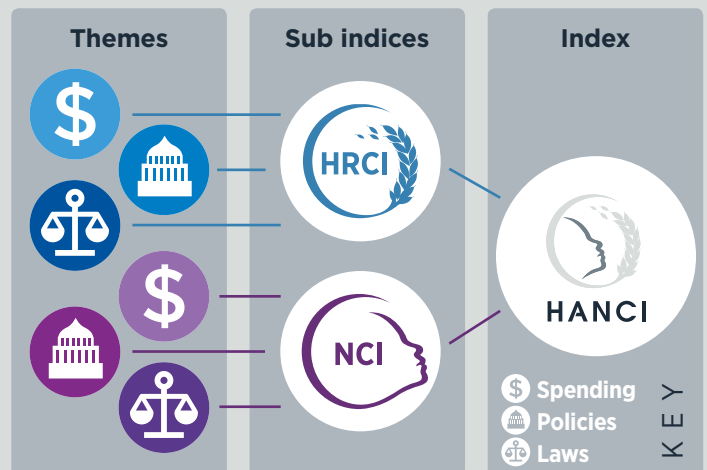 Themes
Sub indices
Index
$
HRCI
$
NCI
HANCI
$ Spending
Policies
Laws
KEY